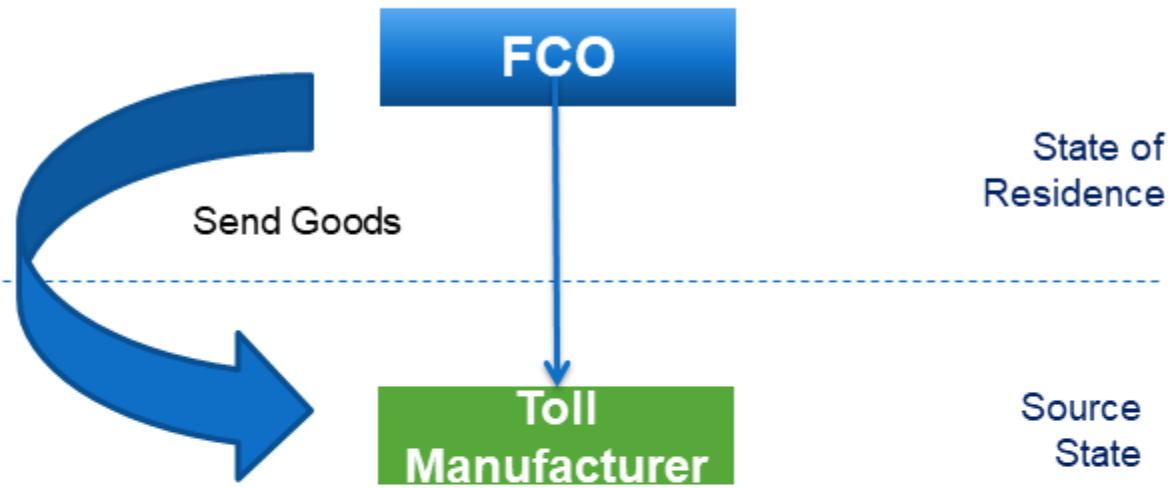 FCO
State of
Residence
Send Goods
Toll
Manufacturer
Source
State